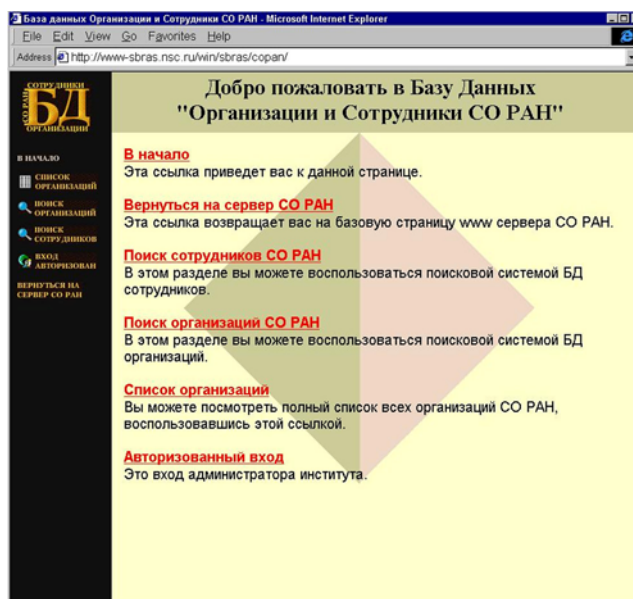 База данных Организации и Сотрудники СО РАН - Microsoft Internet Explorer
File Edit View Go Favorites Help
Address http://www-sbras.nsc.ru/win/sbras/copan/
СОТРУДНИКИ
СО РАН
БД
ОРГАНИЗАЦИИ
В НАЧАЛО
СПИСОК
ОРГАНИЗАЦИЙ
ПОИСК
ОРГАНИЗАЦИЙ
ПОИСК
СОТРУДНИКОВ
ВХОД
АВТОРИЗОВАН
ВЕРНУТЬСЯ НА
СЕРВЕР СО РАН
Добро пожаловать в Базу Данных
"Организации и Сотрудники СО РАН"
В начало
Эта ссылка приведет вас к данной странице.
Вернуться на сервер СО РАН
Эта ссылка возвращает вас на базовую страницу www сервера СО РАН.
Поиск сотрудников СО РАН
В этом разделе вы можете воспользоваться поисковой системой БД
сотрудников.
Поиск организаций СО РАН
В этом разделе вы можете воспользоваться поисковой системой БД
организаций.
Список организаций
Вы можете посмотреть полный список всех организаций СО РАН,
воспользовавшись этой ссылкой.
Авторизованный вход
Это вход администратора института.